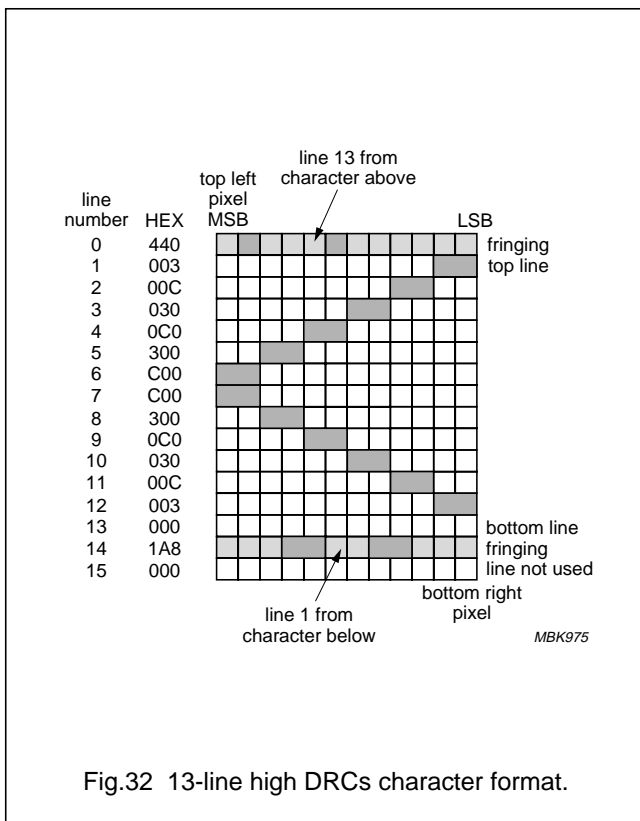 line 13 from
character above
top left
pixel
MSB
line
number
HEX
LSB
0 440 fringing
1 003 top line
2 00C
3 030
4 0C0
5 300
6 C00
7 C00
8 300
9 0C0
10 030
11 00C
12 003
13 000 bottom line
14 1A8 fringing
15 000 line not used
bottom right
pixel
line 1 from
character below
MBK975
Fig.32 13-line high DRCs character format.